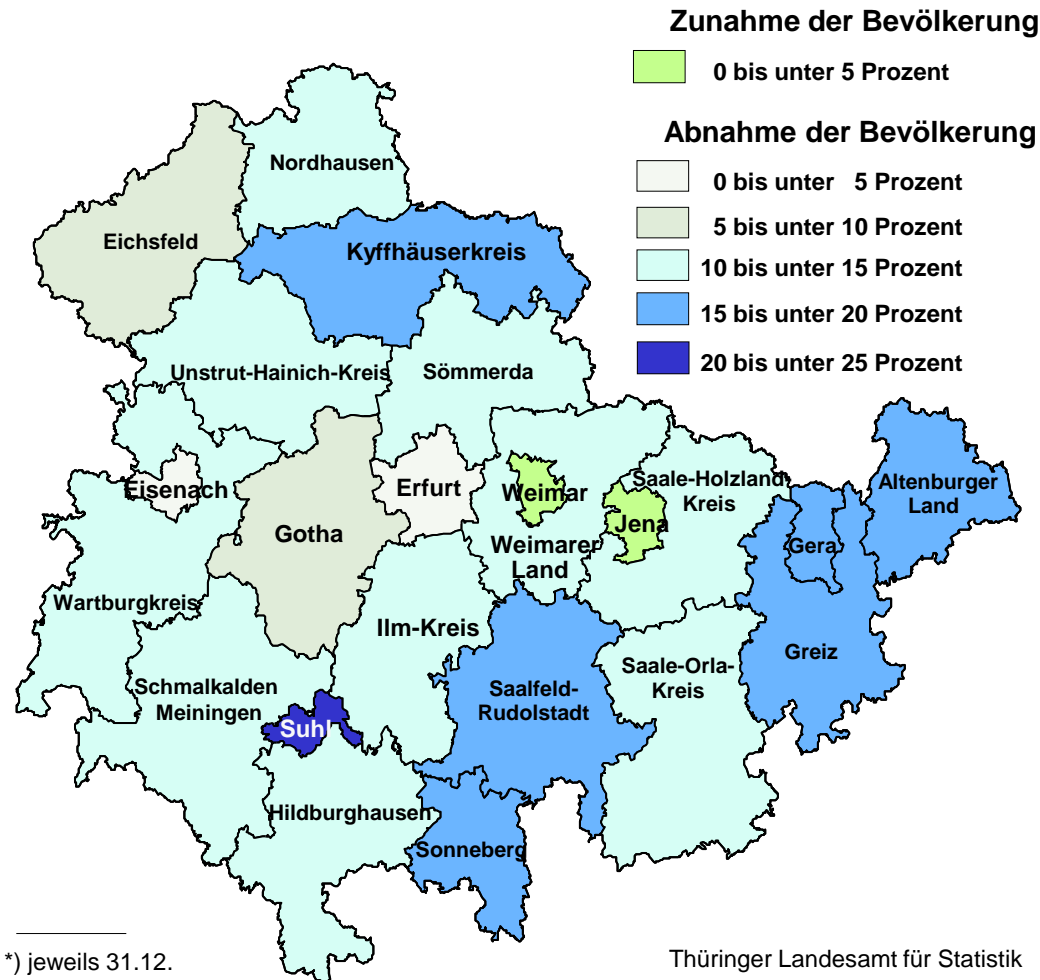 Zunahme der Bevölkerung
0 bis unter 5 Prozent
Abnahme der Bevölkerung
0 bis unter 5 Prozent
5 bis unter 10 Prozent
10 bis unter 15 Prozent
15 bis unter 20 Prozent
20 bis unter 25 Prozent
Nordhausen
Eichsfeld
Kyffhäuserkreis
Unstrut-Hainich-Kreis
Sömmerda
Eisenach
Gotha
Erfurt
Weimar
Jena
Saale-Holzland
Kreis
Altenburger
Land
Gera
Weimarer
Land
Wartburgkreis
Ilm-Kreis
Greiz
Schmalkalden
Meiningen
Suhl
Saalfeld-
Rudolstadt
Saale-Orla-
Kreis
Hildburghausen
Sonneberg
*) jeweils 31.12.
Thüringer Landesamt für Statistik